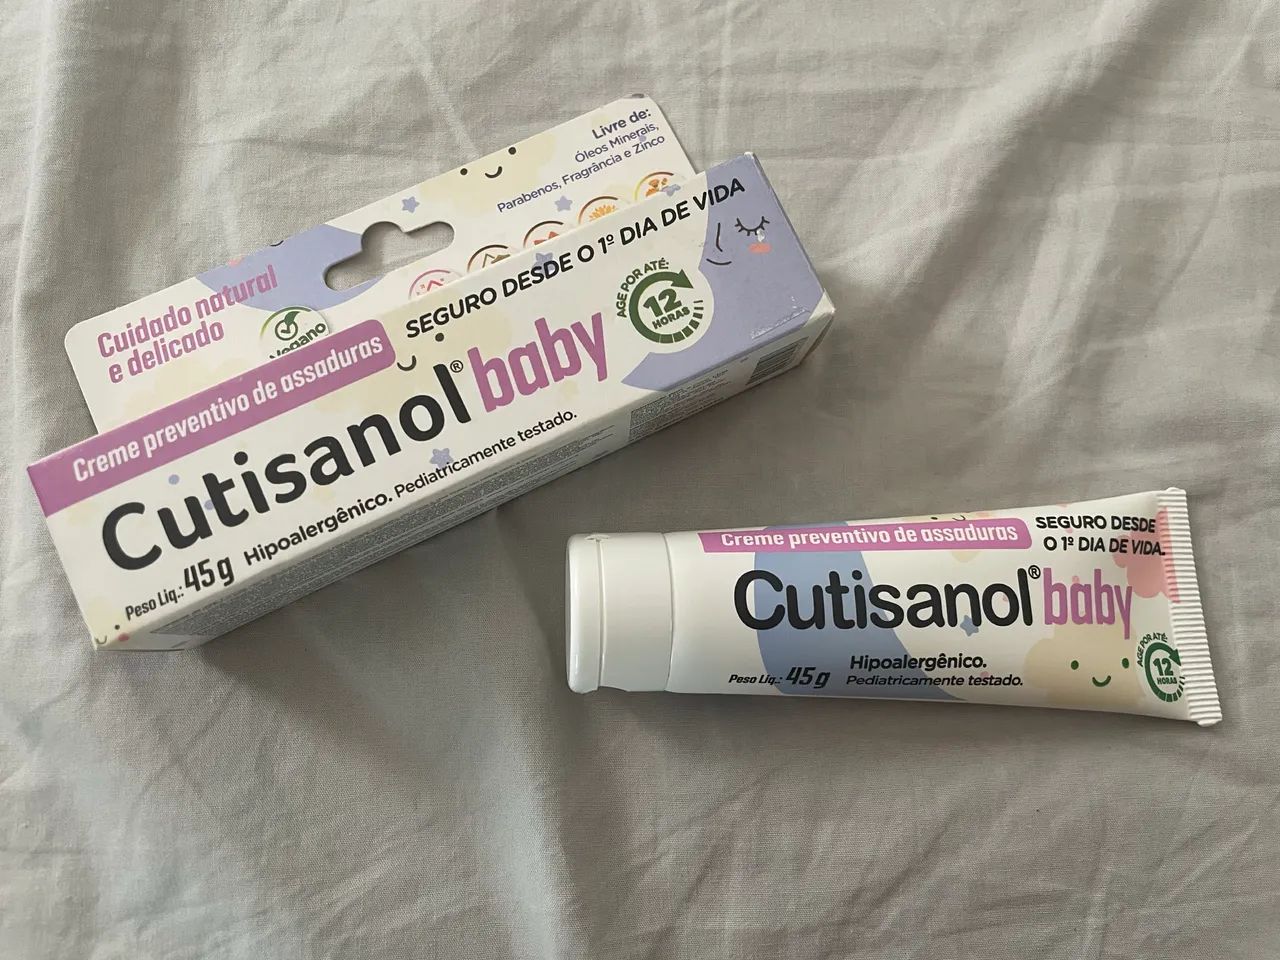 Livre de:
Óleos Minerais,
Parabenos, Fragrância e Zinco
Cuidado natural
e delicado
Vegano
SEGURO DESDE O 1º DIA DE VIDA
Creme preventivo de assaduras
Cutisanol® baby
AGE POR ATÉ:
12
HORAS
Peso Liq.: 45g Hipoalergênico. Pediatricamente testado.
Creme preventivo de assaduras
SEGURO DESDE
O 1º DIA DE VIDA.
Cutisanol® baby
Hipoalergênico.
Peso Liq.: 45g Pediatricamente testado.
AGE POR ATÉ:
12
HORAS